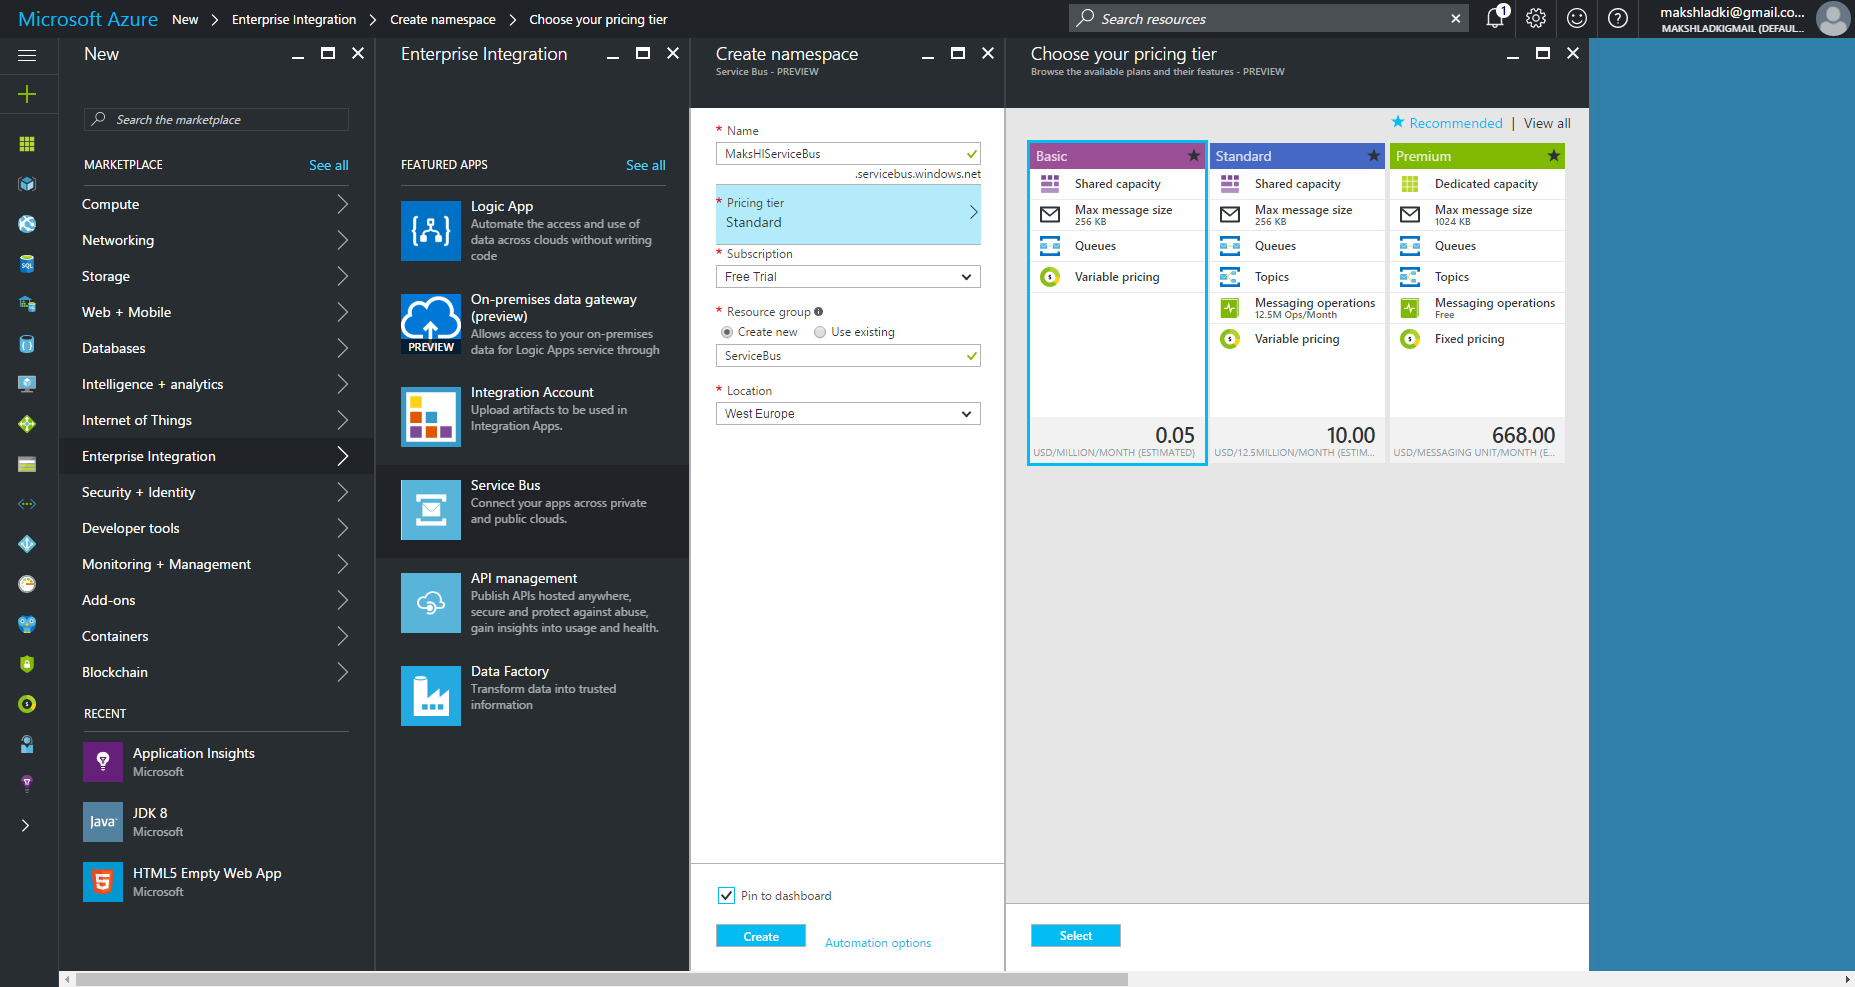 Microsoft Azure New > Enterprise Integration > Create namespace > Choose your pricing tier
Search resources
1
makshladki@gmail.co...
MAKSHLADKIGMAIL (DEFAUL...
New
Search the marketplace
MARKETPLACE
See all
Compute
Networking
Storage
Web + Mobile
Databases
Intelligence + analytics
Internet of Things
Enterprise Integration
Security + Identity
Developer tools
Monitoring + Management
Add-ons
Containers
Blockchain
RECENT
Application Insights
Microsoft
Java
JDK 8
Microsoft
HTML5 Empty Web App
Microsoft
Enterprise Integration
FEATURED APPS
See all
Logic App
Automate the access and use of
data across clouds without writing
code
On-premises data gateway
(preview)
Allows access to your on-premises
data for Logic Apps service through
PREVIEW
Integration Account
Upload artifacts to be used in
Integration Apps.
Service Bus
Connect your apps across private
and public clouds.
API management
Publish APIs hosted anywhere,
secure and protect against abuse,
gain insights into usage and health.
Data Factory
Transform data into trusted
information
Create namespace
Service Bus - PREVIEW
* Name
MaksHIServiceBus
.servicebus.windows.net
* Pricing tier
Standard
* Subscription
Free Trial
* Resource group
Create new
Use existing
ServiceBus
* Location
West Europe
Pin to dashboard
Create
Automation options
Choose your pricing tier
Browse the available plans and their features - PREVIEW
Recommended | View all
Basic
Shared capacity
Max message size
256 KB
Queues
Variable pricing
0.05
USD/MILLION/MONTH (ESTIMATED)
Standard
Shared capacity
Max message size
256 KB
Queues
Topics
Messaging operations
12.5M Ops/Month
Variable pricing
10.00
USD/12.5MILLION/MONTH (ESTIM...
Premium
Dedicated capacity
Max message size
1024 KB
Queues
Topics
Messaging operations
Free
Fixed pricing
668.00
USD/MESSAGING UNIT/MONTH (E...
Select